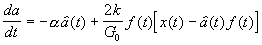 da/dt = −αâ(t) + 2k/G₀ f(t)[x(t) − â(t)f(t)]